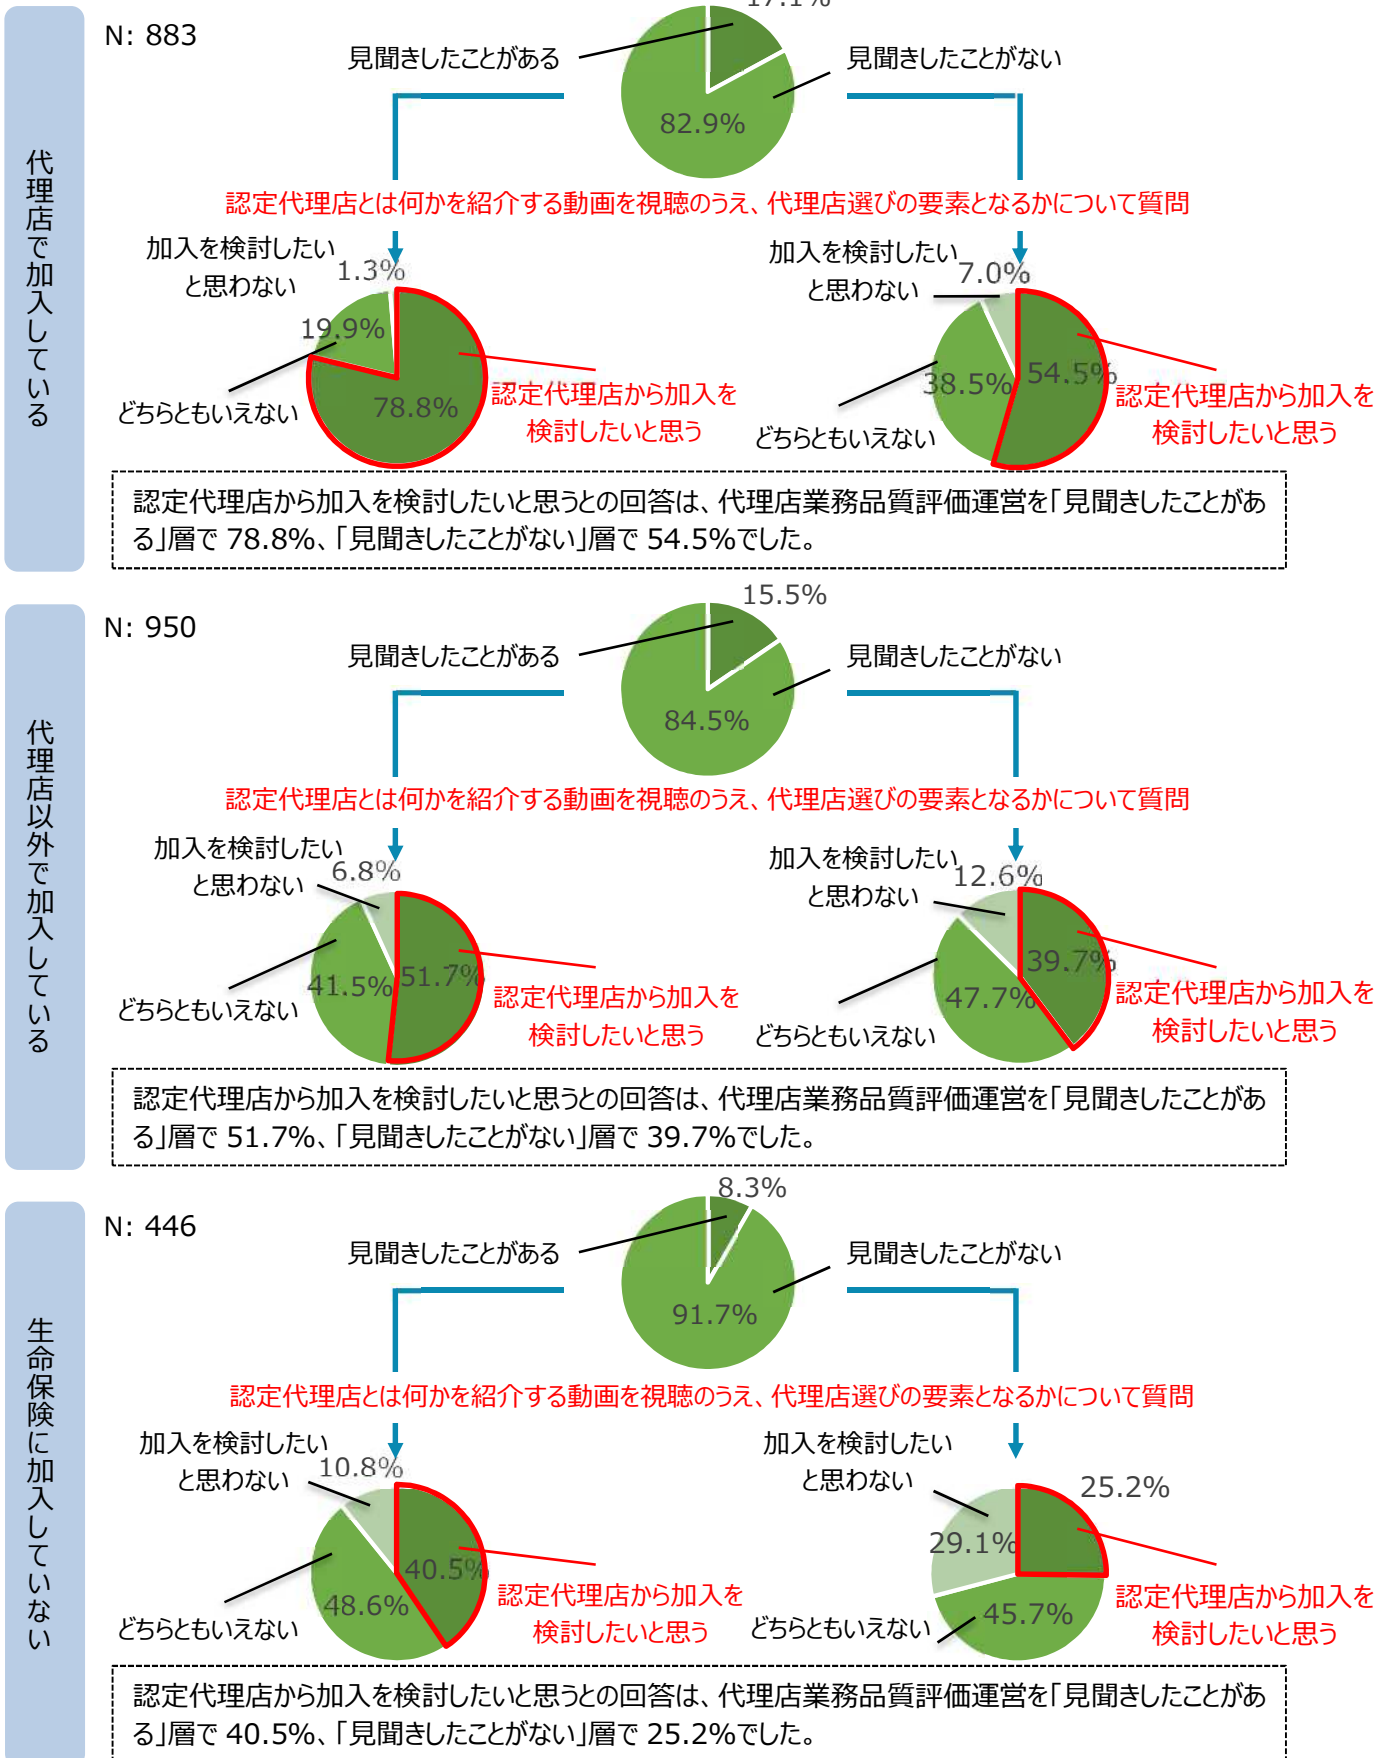 代理店で加入している
N: 883
17.1%
見聞きしたことがある
見聞きしたことがない
82.9%
認定代理店とは何かを紹介する動画を視聴のうえ、代理店選びの要素となるかについて質問
加入を検討したい
と思わない
1.3%
19.9%
どちらともいえない
78.8%
認定代理店から加入を
検討したいと思う
加入を検討したい
と思わない
7.0%
38.5%
54.5%
どちらともいえない
認定代理店から加入を
検討したいと思う
認定代理店から加入を検討したいと思うとの回答は、代理店業務品質評価運営を「見聞きしたことがあ
る」層で 78.8%、「見聞きしたことがない」層で 54.5%でした。
代理店以外で加入している
N: 950
15.5%
見聞きしたことがある
見聞きしたことがない
84.5%
認定代理店とは何かを紹介する動画を視聴のうえ、代理店選びの要素となるかについて質問
加入を検討したい
と思わない
6.8%
41.5%
51.7%
どちらともいえない
認定代理店から加入を
検討したいと思う
加入を検討したい
と思わない
12.6%
39.7%
47.7%
どちらともいえない
認定代理店から加入を
検討したいと思う
認定代理店から加入を検討したいと思うとの回答は、代理店業務品質評価運営を「見聞きしたことがあ
る」層で 51.7%、「見聞きしたことがない」層で 39.7%でした。
生命保険に加入していない
N: 446
8.3%
見聞きしたことがある
見聞きしたことがない
91.7%
認定代理店とは何かを紹介する動画を視聴のうえ、代理店選びの要素となるかについて質問
加入を検討したい
と思わない
10.8%
40.5%
48.6%
どちらともいえない
認定代理店から加入を
検討したいと思う
加入を検討したい
と思わない
25.2%
29.1%
45.7%
どちらともいえない
認定代理店から加入を
検討したいと思う
認定代理店から加入を検討したいと思うとの回答は、代理店業務品質評価運営を「見聞きしたことがあ
る」層で 40.5%、「見聞きしたことがない」層で 25.2%でした。